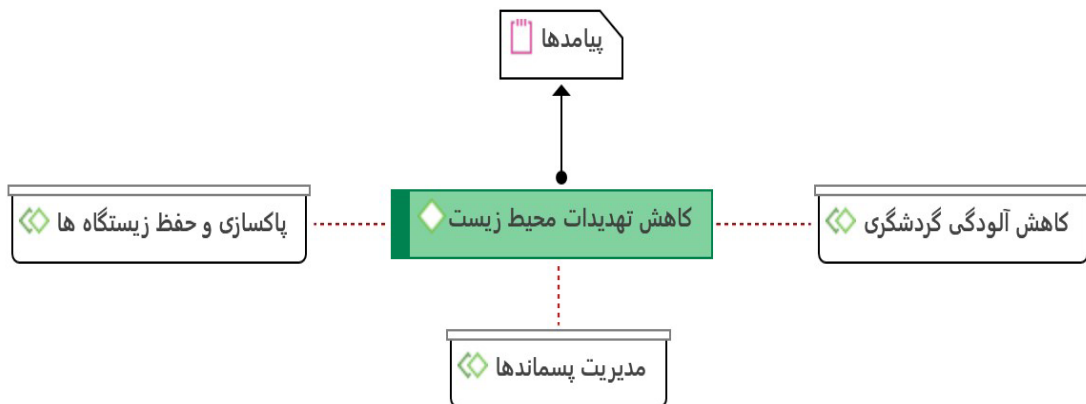 پیامدها
کاهش آلودگی گردشگری
کاهش تهدیدات محیط زیست
پاکسازی و حفظ زیستگاه ها
مدیریت پسماندها